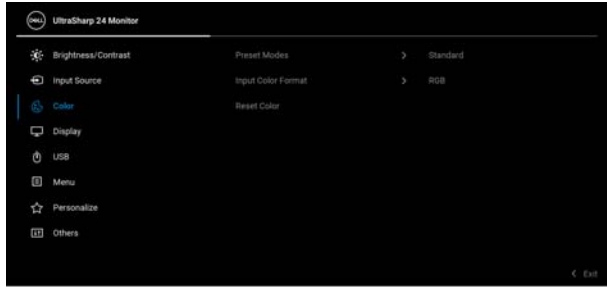 DELL UltraSharp 24 Monitor
Brightness/Contrast Preset Modes > Standard
Input Source Input Color Format > RGB
Color Reset Color
Display
USB
Menu
Personalize
Others
< Exit